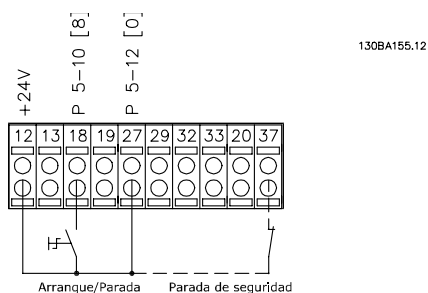 P 5-10 [8]
P 5-12 [0]
130BA155.12
+24V
12 13 18 19 27 29 32 33 20 37
Arranque/Parada
Parada de seguridad